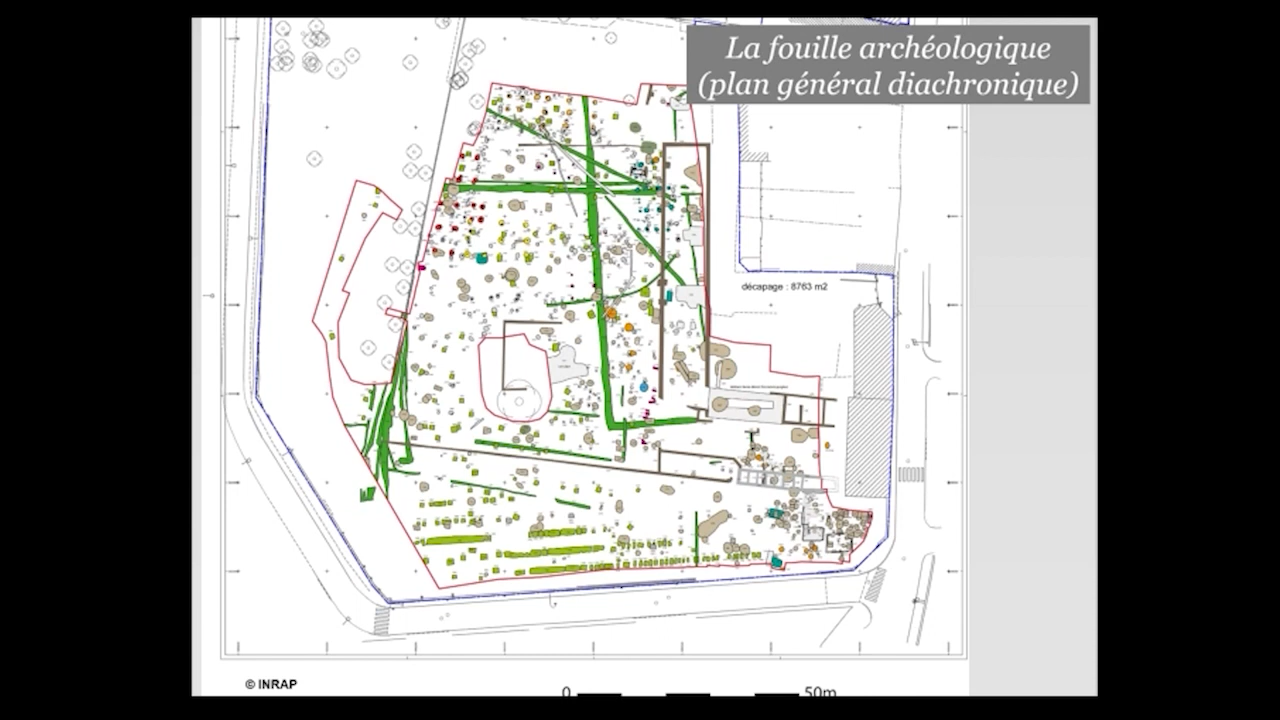 La fouille archéologique
(plan général diachronique)
décapage : 8763 m2
© INRAP
0 50m